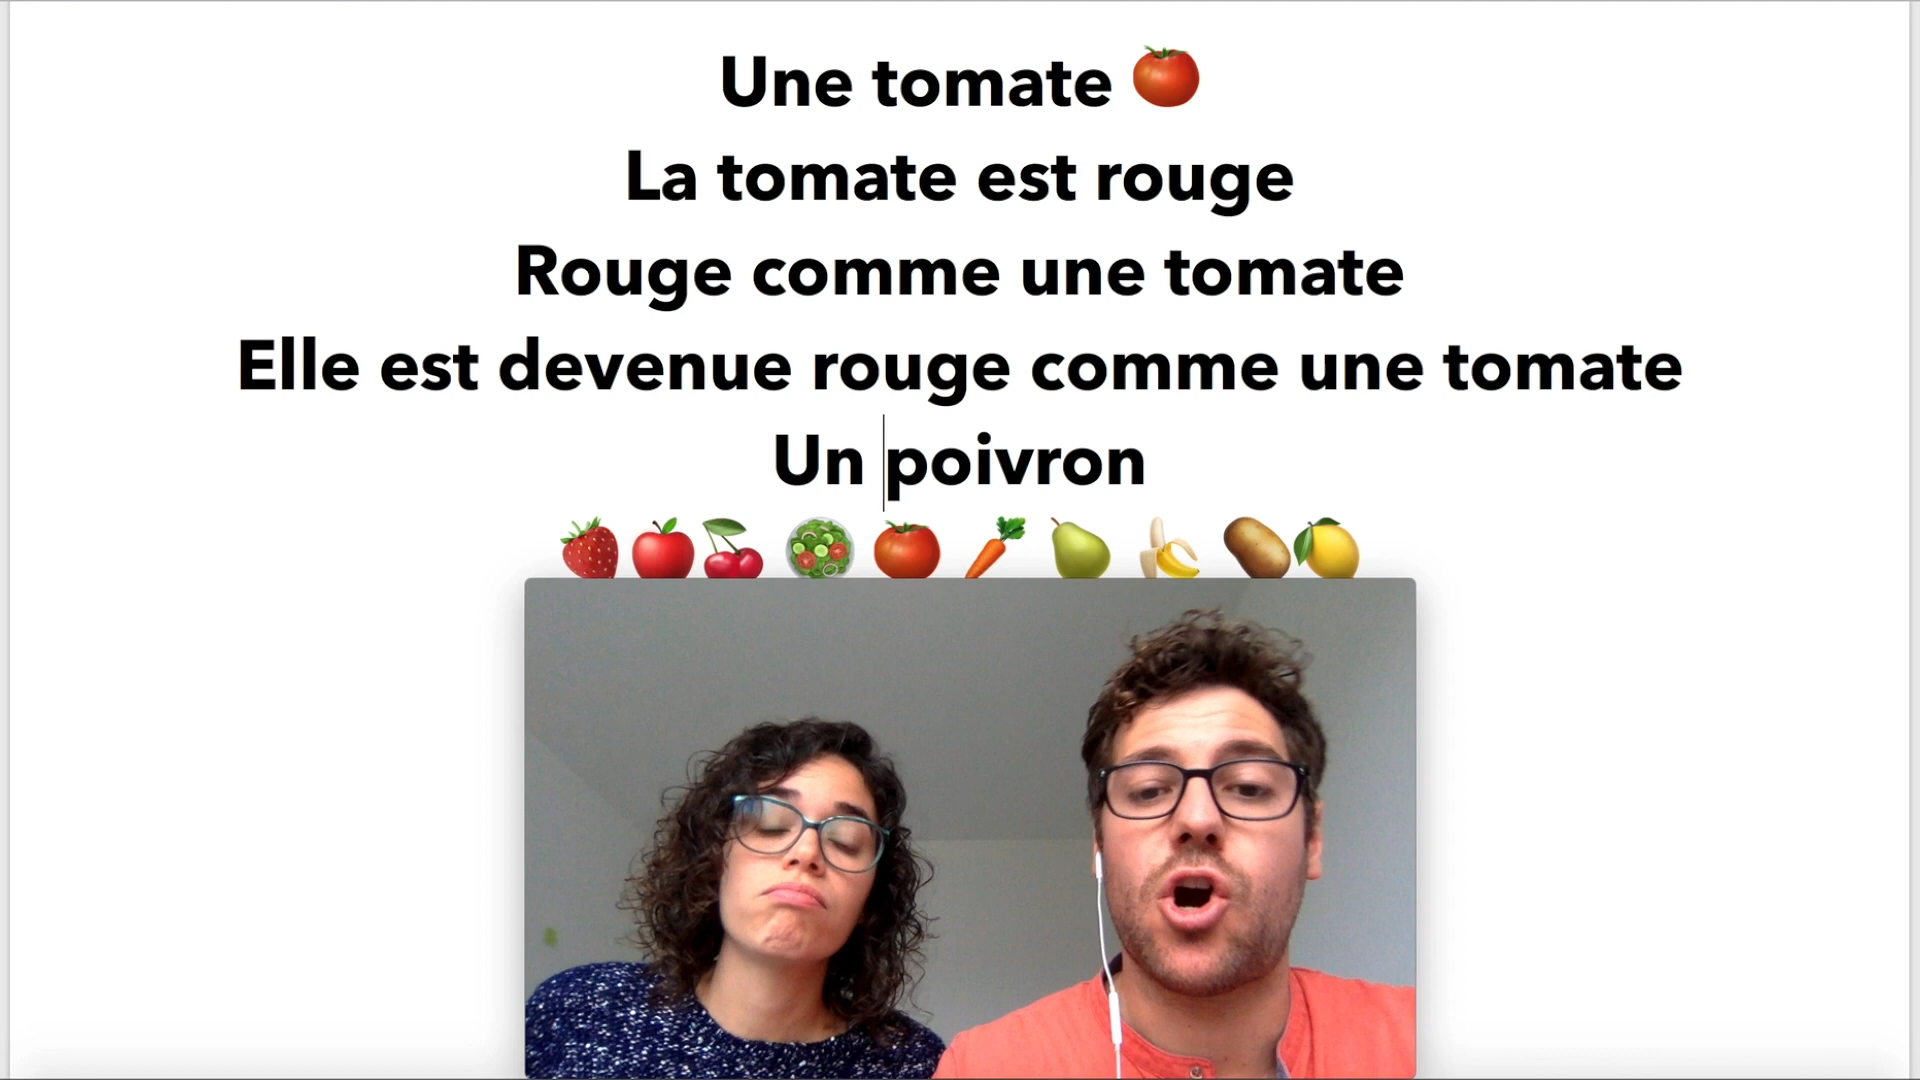 Une tomate 🍅
La tomate est rouge
Rouge comme une tomate
Elle est devenue rouge comme une tomate
Un poivron